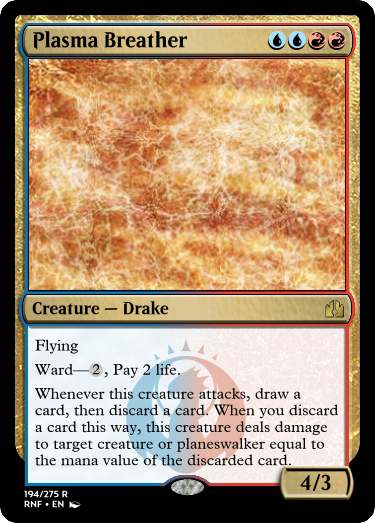 Plasma Breather
Creature — Drake
Flying
Ward—2, Pay 2 life.
Whenever this creature attacks, draw a
card, then discard a card. When you discard
a card this way, this creature deals damage
to target creature or planeswalker equal to
the mana value of the discarded card.
4/3
194/275 R
RNF • EN